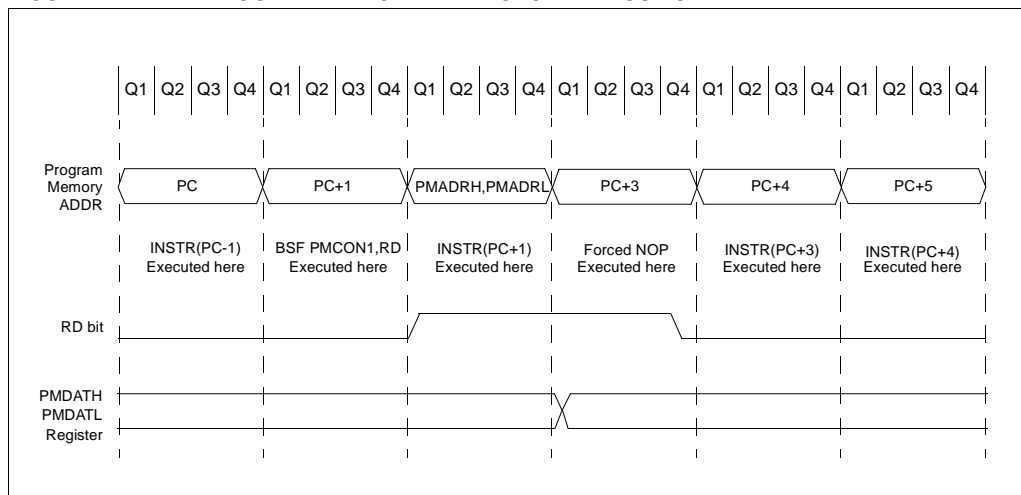 Q1 Q2 Q3 Q4 Q1 Q2 Q3 Q4 Q1 Q2 Q3 Q4 Q1 Q2 Q3 Q4 Q1 Q2 Q3 Q4 Q1 Q2 Q3 Q4
Program
Memory
ADDR
PC PC+1 PMADRH,PMADRL PC+3 PC+4 PC+5
INSTR(PC-1) BSF PMCON1,RD INSTR(PC+1) Forced NOP INSTR(PC+3) INSTR(PC+4)
Executed here Executed here Executed here Executed here Executed here Executed here
RD bit
PMDATH
PMDATL
Register